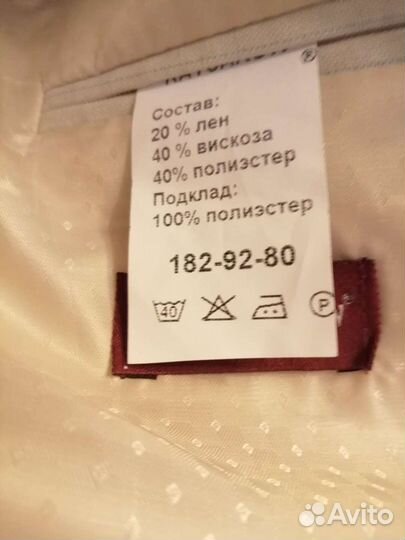 ®
Состав:
20 % лен
40 % вискоза
40% полиэстер
Подклад:
100% полиэстер
182-92-80
40 P
Avito